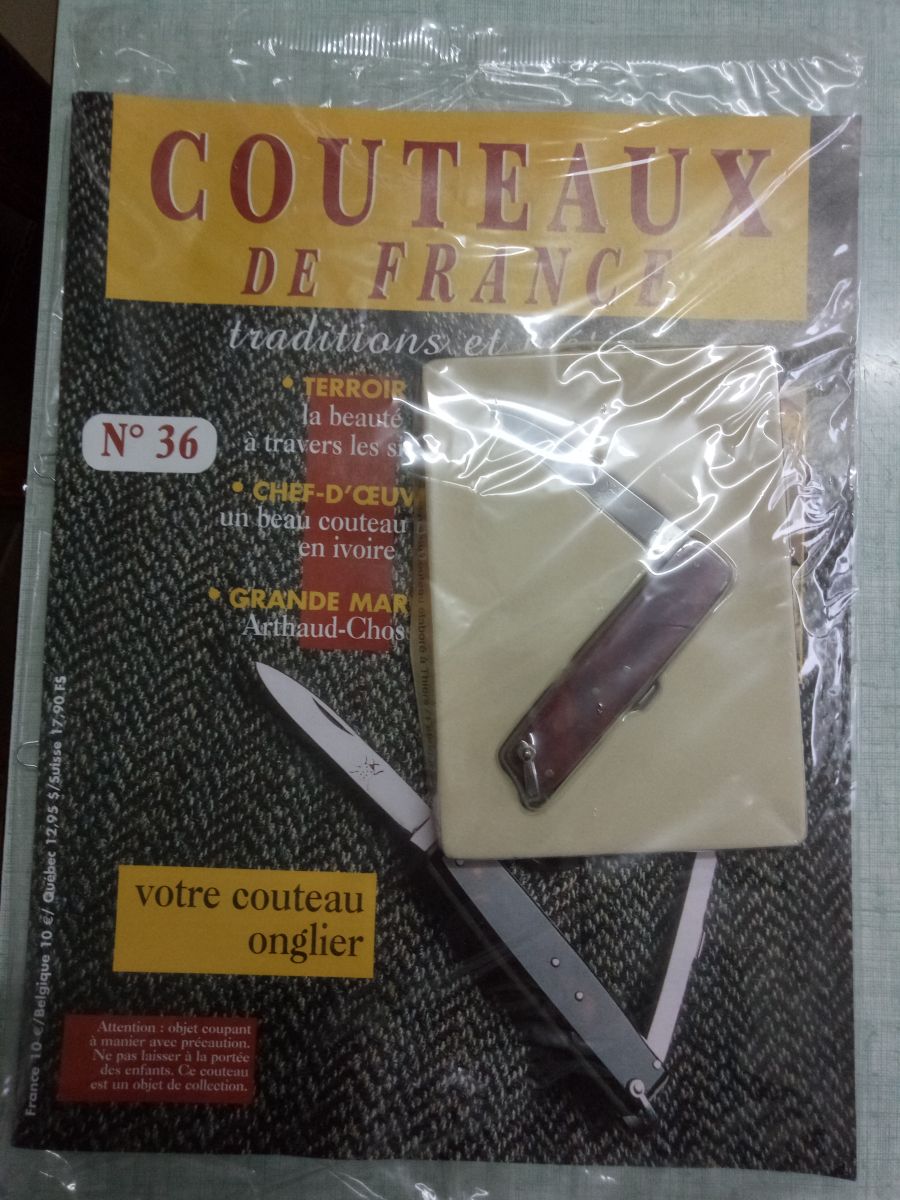 COUTEAUX
DE FRANCE
traditions et
• TERROIR
la beauté
à travers les
N° 36
• CHEF-D'ŒUV
un beau couteau
en ivoire
• GRANDE MAR
Arthaud-Chos
votre couteau
onglier
Attention : objet coupant
à manier avec précaution.
Ne pas laisser à la portée
des enfants. Ce couteau
est un objet de collection.
France 10 €/Belgique 10 €/ Québec 12,95 $/Suisse 17,90 FS